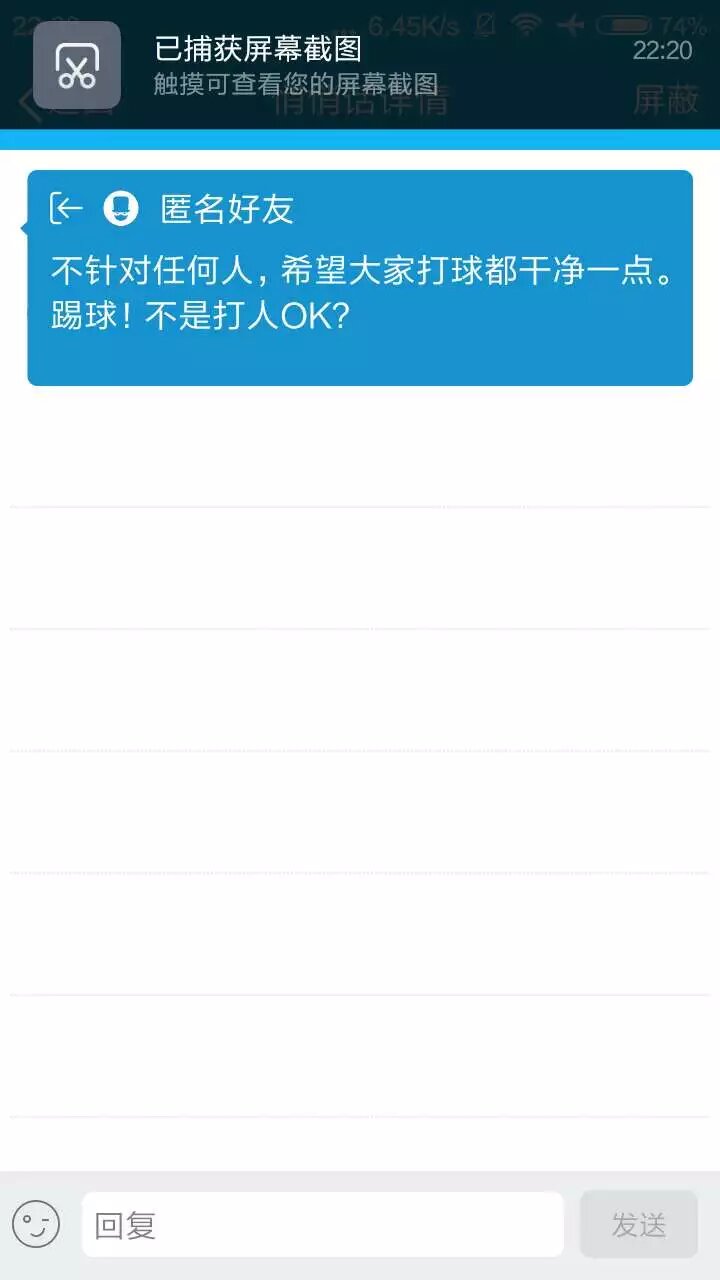 22:20
6.45K/s
74%
已捕获屏幕截图
22:20
触摸可查看您的屏幕截图
悄悄话详情
屏蔽
匿名好友
不针对任何人，希望大家打球都干净一点。
踢球！不是打人OK？
回复
发送